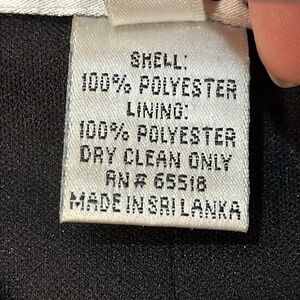 SHELL:
100% POLYESTER
LINING:
100% POLYESTER
DRY CLEAN ONLY
RN# 65518
MADE IN SRI LANKA